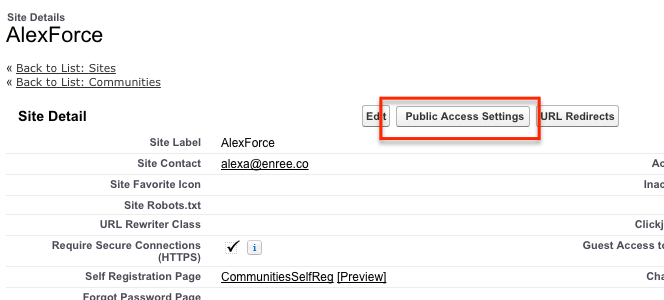 Site Details
AlexForce
« Back to List: Sites
« Back to List: Communities
Site Detail
Edit Public Access Settings URL Redirects
Site Label AlexForce
Site Contact alexa@enree.co Ac
Site Favorite Icon Inac
Site Robots.txt
URL Rewriter Class Clickj
Require Secure Connections Guest Access to
(HTTPS)
Self Registration Page CommunitiesSelfReg [Preview] Cha
Forgot Password Page